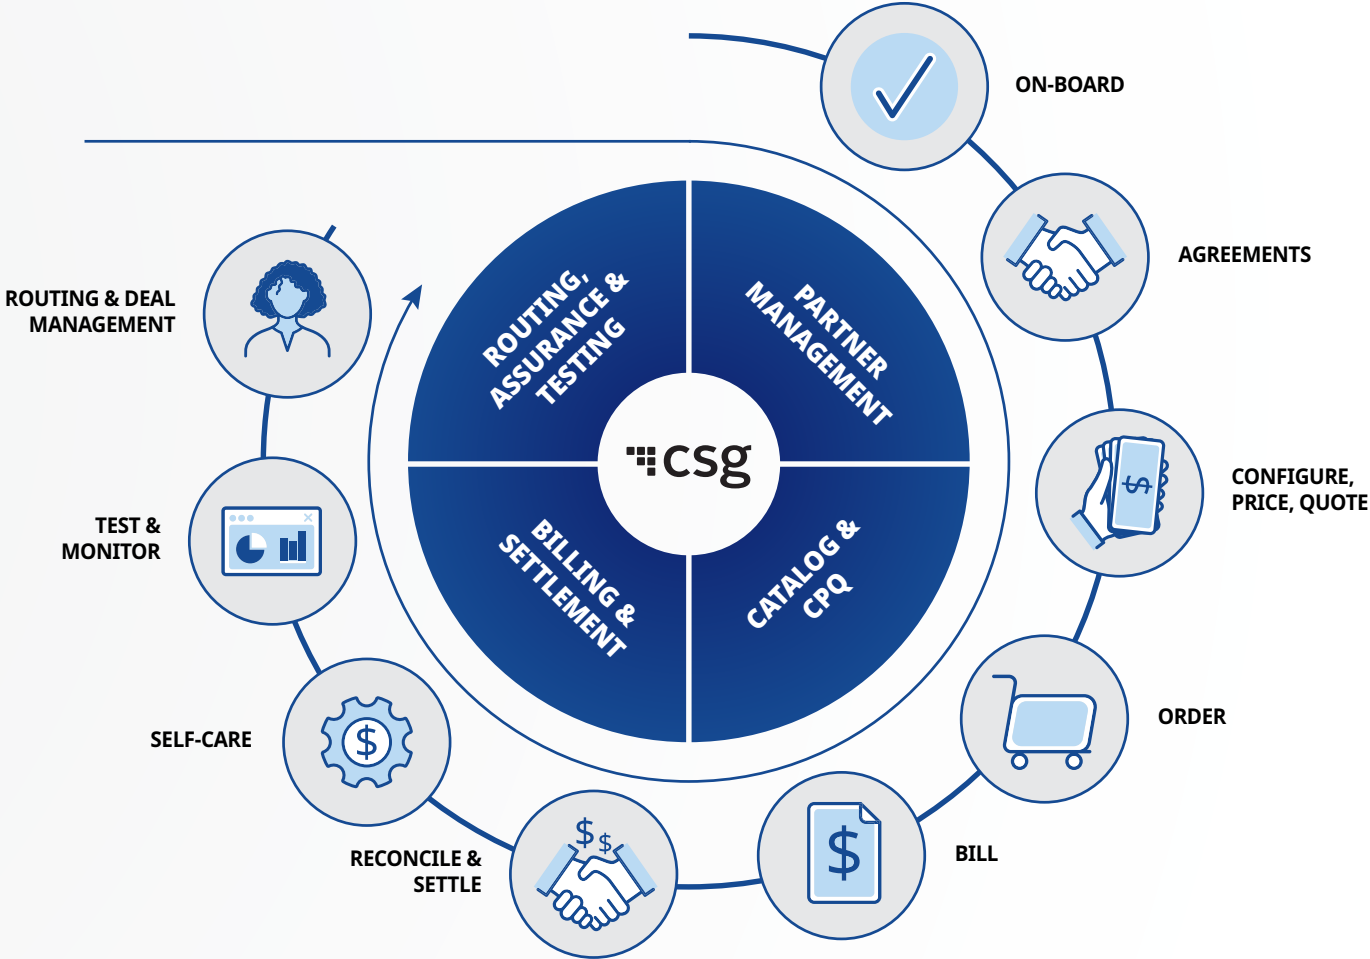 ON-BOARD
AGREEMENTS
CONFIGURE,
PRICE, QUOTE
ORDER
BILL
RECONCILE &
SETTLE
SELF-CARE
TEST &
MONITOR
ROUTING & DEAL
MANAGEMENT
ROUTING,
ASSURANCE &
TESTING
PARTNER
MANAGEMENT
CATALOG &
CPQ
BILLING &
SETTLEMENT
csg
$
$
$
$ $